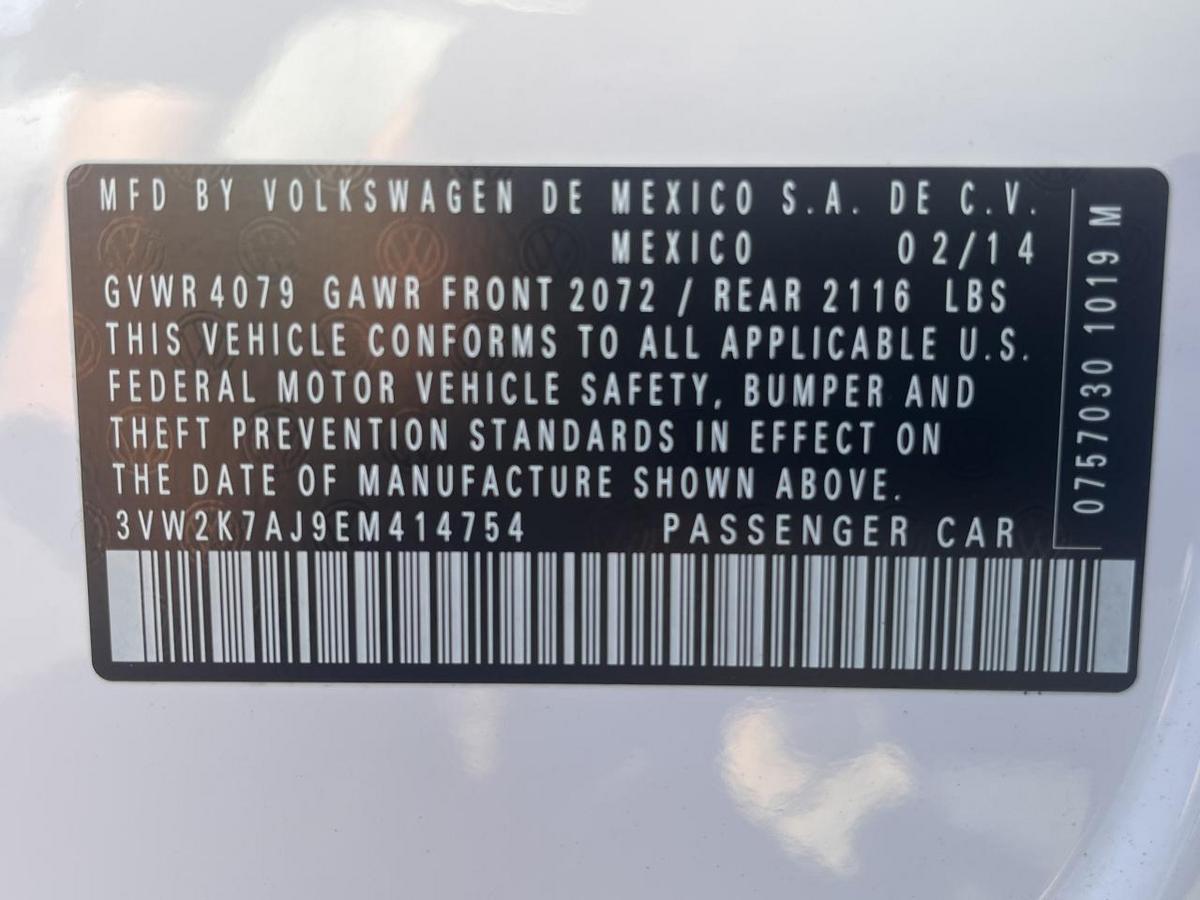 MFD BY VOLKSWAGEN DE MEXICO S.A. DE C.V.
MEXICO 02/14
GVWR 4079 GAWR FRONT 2072 / REAR 2116 LBS
THIS VEHICLE CONFORMS TO ALL APPLICABLE U.S.
FEDERAL MOTOR VEHICLE SAFETY, BUMPER AND
THEFT PREVENTION STANDARDS IN EFFECT ON
THE DATE OF MANUFACTURE SHOWN ABOVE.
3VW2K7AJ9EM414754 PASSENGER CAR
0757030 1019 M